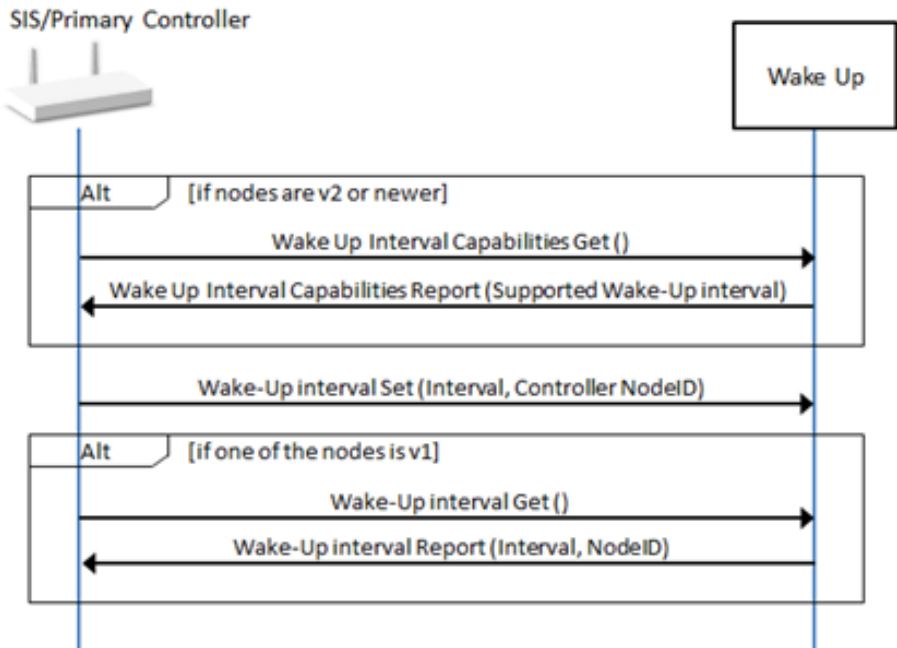 SIS/Primary Controller
Wake Up
Alt [if nodes are v2 or newer]
Wake Up Interval Capabilities Get ()
Wake Up Interval Capabilities Report (Supported Wake-Up interval)
Wake-Up interval Set (Interval, Controller NodeID)
Alt [if one of the nodes is v1]
Wake-Up interval Get ()
Wake-Up interval Report (Interval, NodeID)